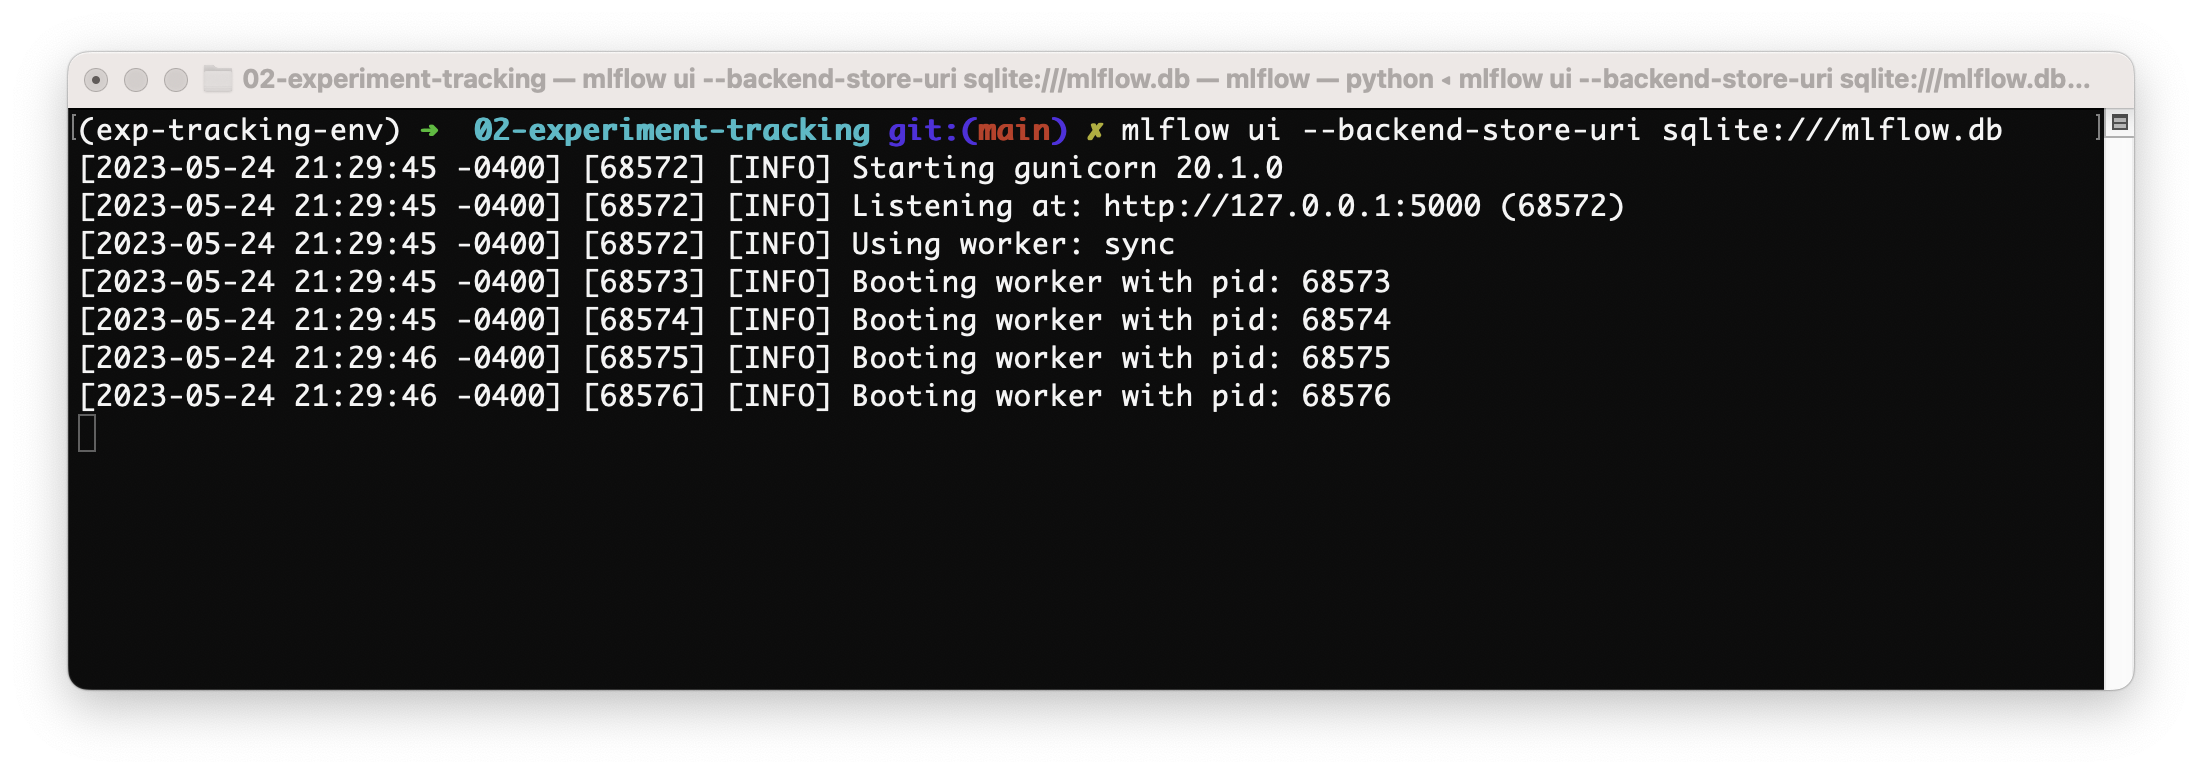 02-experiment-tracking — mlflow ui --backend-store-uri sqlite:///mlflow.db — mlflow — python ◂ mlflow ui --backend-store-uri sqlite:///mlflow.db...
(exp-tracking-env) ➜  02-experiment-tracking git:(main) ✗ mlflow ui --backend-store-uri sqlite:///mlflow.db
[2023-05-24 21:29:45 -0400] [68572] [INFO] Starting gunicorn 20.1.0
[2023-05-24 21:29:45 -0400] [68572] [INFO] Listening at: http://127.0.0.1:5000 (68572)
[2023-05-24 21:29:45 -0400] [68572] [INFO] Using worker: sync
[2023-05-24 21:29:45 -0400] [68573] [INFO] Booting worker with pid: 68573
[2023-05-24 21:29:45 -0400] [68574] [INFO] Booting worker with pid: 68574
[2023-05-24 21:29:46 -0400] [68575] [INFO] Booting worker with pid: 68575
[2023-05-24 21:29:46 -0400] [68576] [INFO] Booting worker with pid: 68576